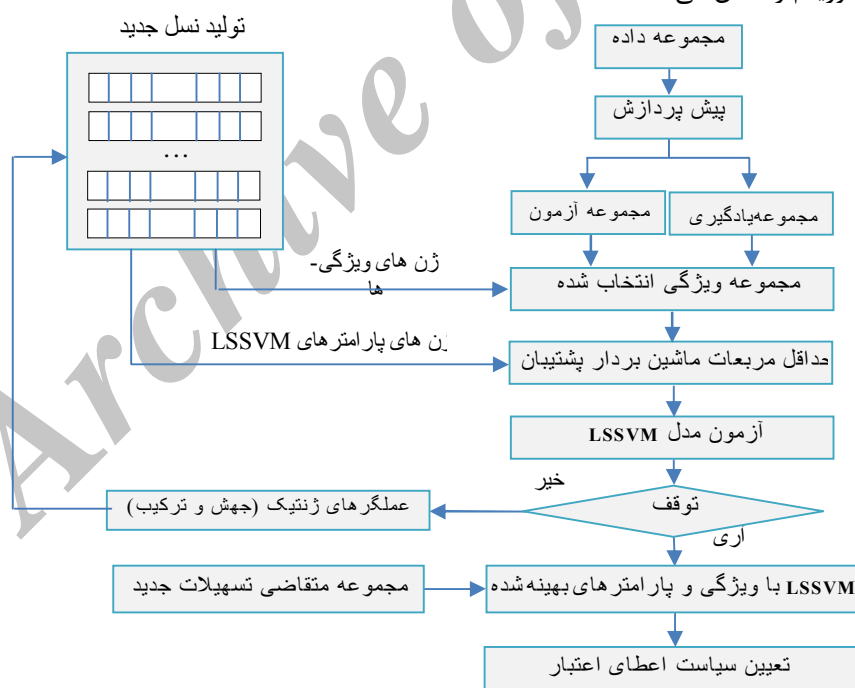 تولید نسل جدید
مجموعه داده
پیش پردازش
...
مجموعه آزمون
مجموعه‌یادگیری
ژن های ویژگی-
ها
مجموعه ویژگی انتخاب شده
ن های پارامترهای LSSVM
حداقل مربعات ماشین بردار پشتیبان
آزمون مدل LSSVM
خیر
توقف
عملگرهای ژنتیک (جهش و ترکیب)
اری
LSSVM با ویژگی و پارامترهای بهینه‌شده
مجموعه متقاضی تسهیلات جدید
تعیین سیاست اعطای اعتبار
Archive of